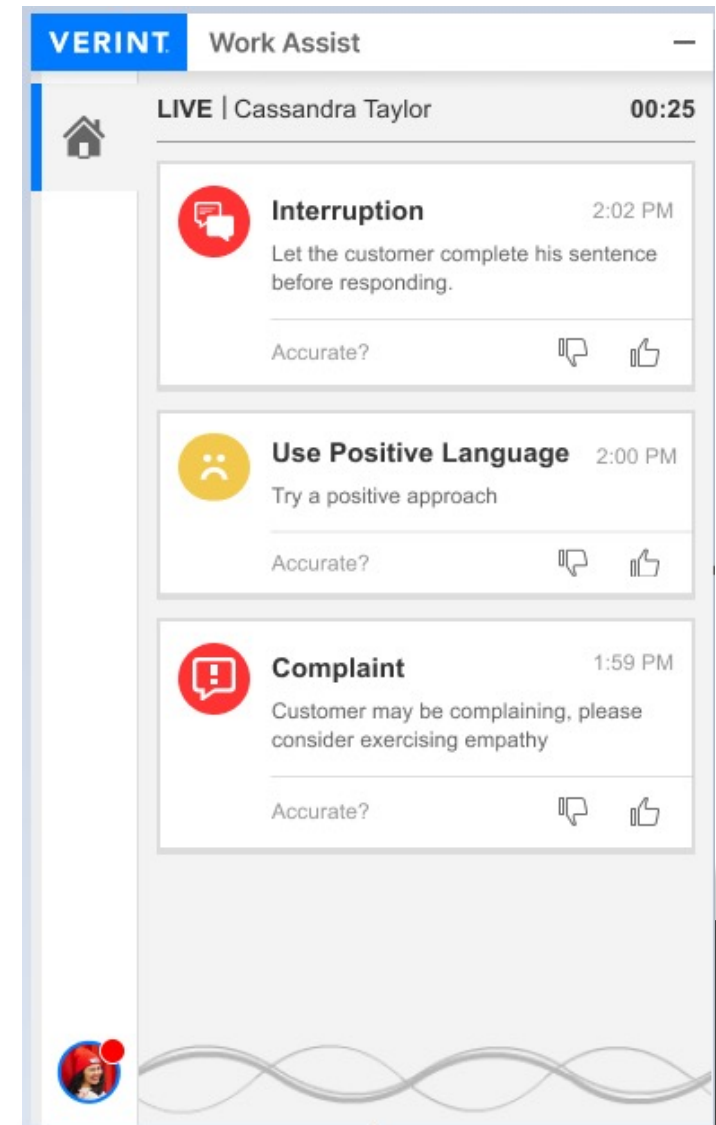 VERINT. Work Assist
LIVE | Cassandra Taylor 00:25
Interruption 2:02 PM
Let the customer complete his sentence
before responding.
Accurate?
Use Positive Language 2:00 PM
Try a positive approach
Accurate?
Complaint 1:59 PM
Customer may be complaining, please
consider exercising empathy
Accurate?